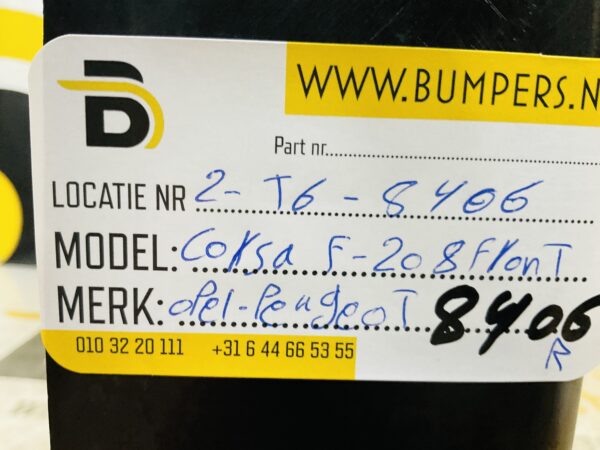 WWW.BUMPERS.N
Part nr.
LOCATIE NR 2-T6-8406
MODEL: Corsa F-208 FronT
MERK: opel-PeugeoT 8406
R
010 32 20 111 +31 6 44 66 53 55